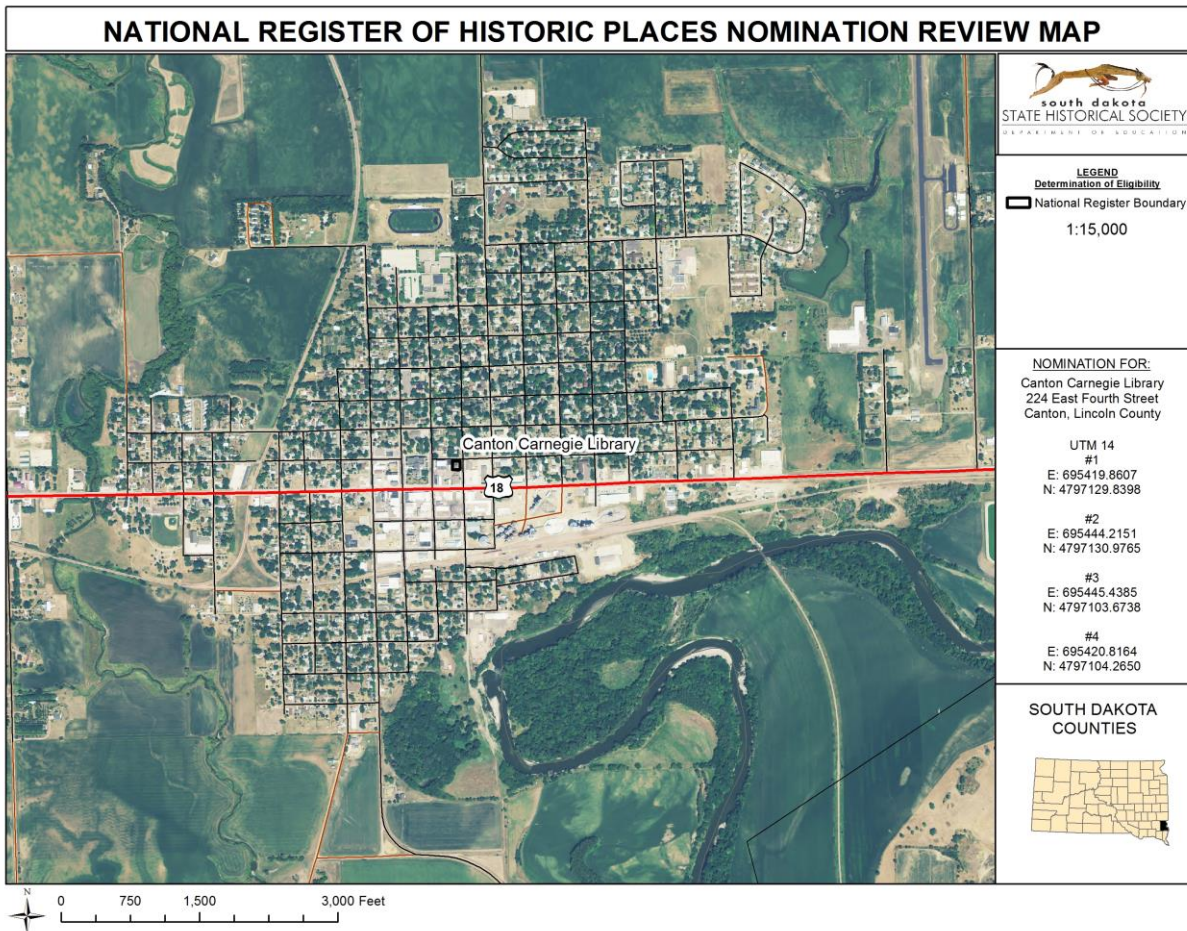 NATIONAL REGISTER OF HISTORIC PLACES NOMINATION REVIEW MAP
south dakota
STATE HISTORICAL SOCIETY
DEPARTMENT OF EDUCATION
LEGEND
Determination of Eligibility
National Register Boundary
1:15,000
NOMINATION FOR:
Canton Carnegie Library
224 East Fourth Street
Canton, Lincoln County
UTM 14
#1
E: 695419.8607
N: 4797129.8398
#2
E: 695444.2151
N: 4797130.9765
#3
E: 695445.4385
N: 4797103.6738
#4
E: 695420.8164
N: 4797104.2650
SOUTH DAKOTA
COUNTIES
Canton Carnegie Library
18
N
0 750 1,500 3,000 Feet